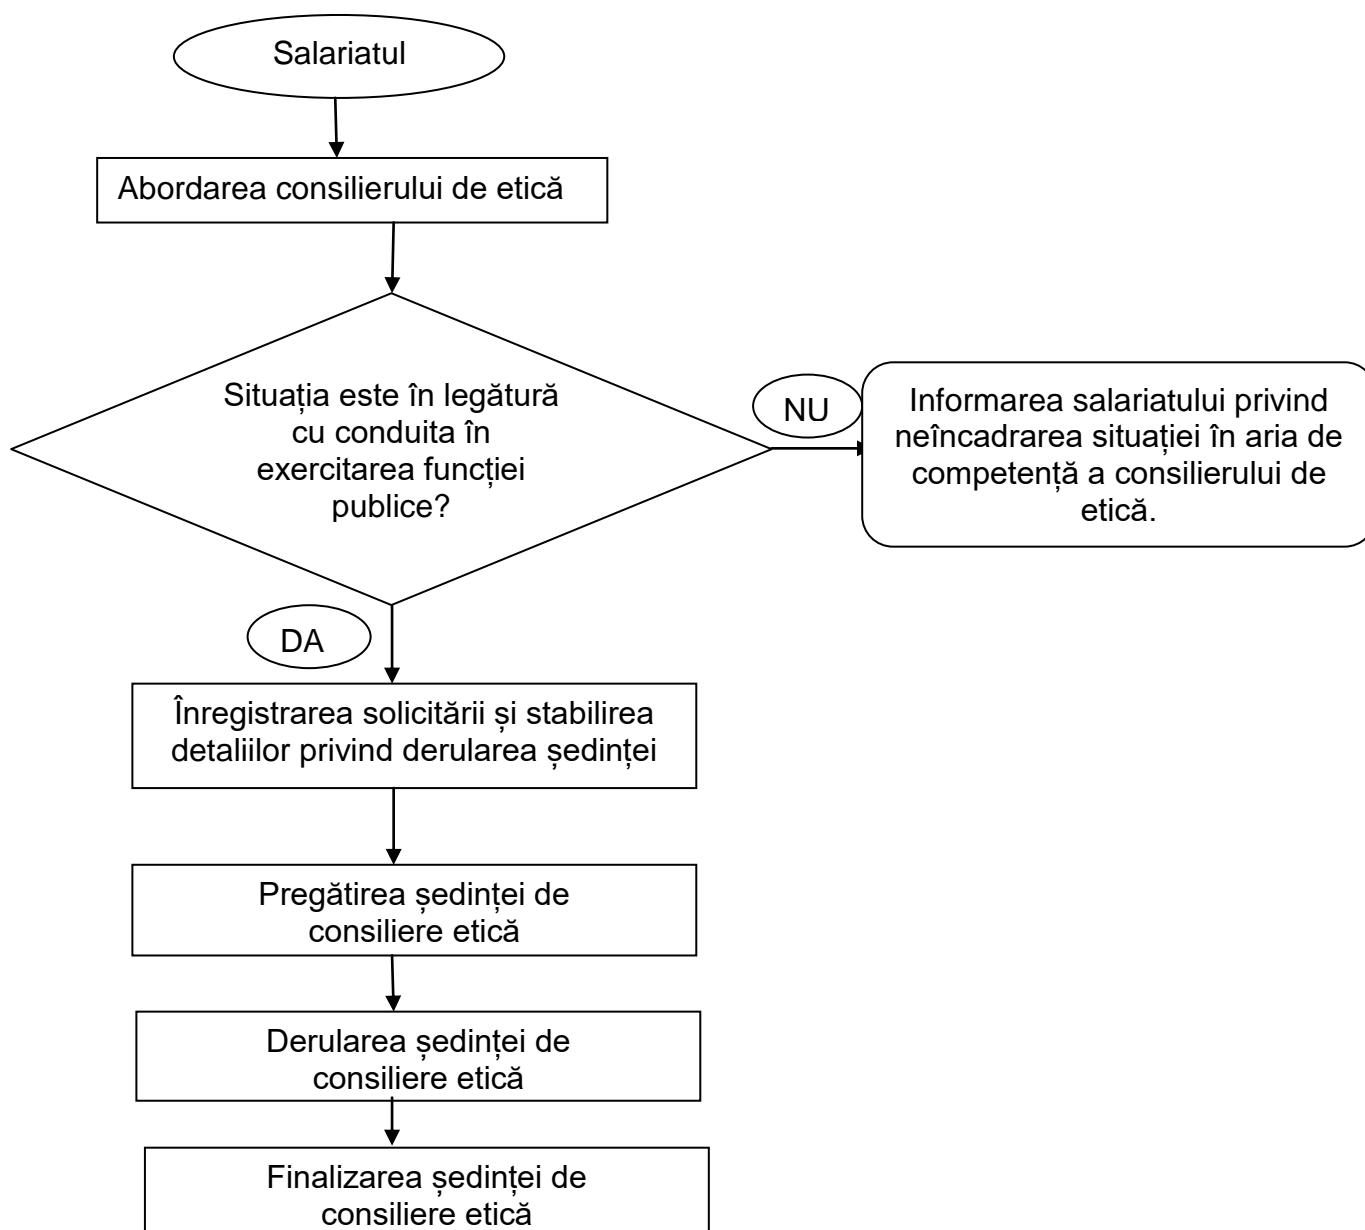 Salariatul
Abordarea consilierului de etică
Situația este în legătură
cu conduita în
exercitarea funcției
publice?
NU
Informarea salariatului privind
neîncadrarea situației în aria de
competență a consilierului de
etică.
DA
Înregistrarea solicitării și stabilirea
detaliilor privind derularea ședinței
Pregătirea ședinței de
consiliere etică
Derularea ședinței de
consiliere etică
Finalizarea ședinței de
consiliere etică